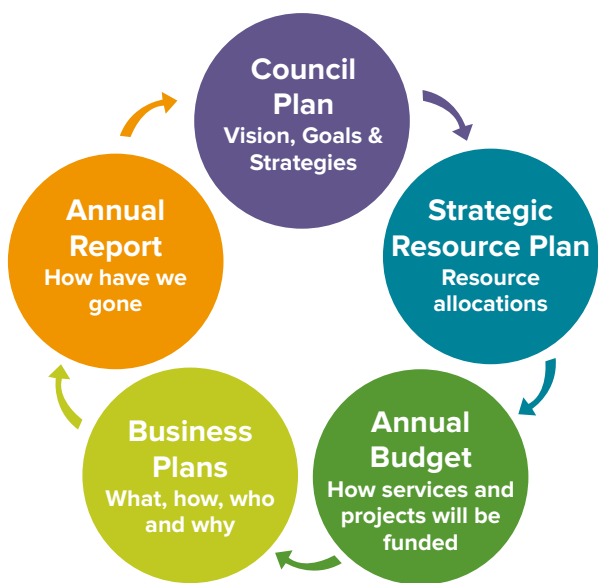 Council
Plan
Vision, Goals &
Strategies
Strategic
Resource Plan
Resource
allocations
Annual
Budget
How services and
projects will be
funded
Business
Plans
What, how, who
and why
Annual
Report
How have we
gone